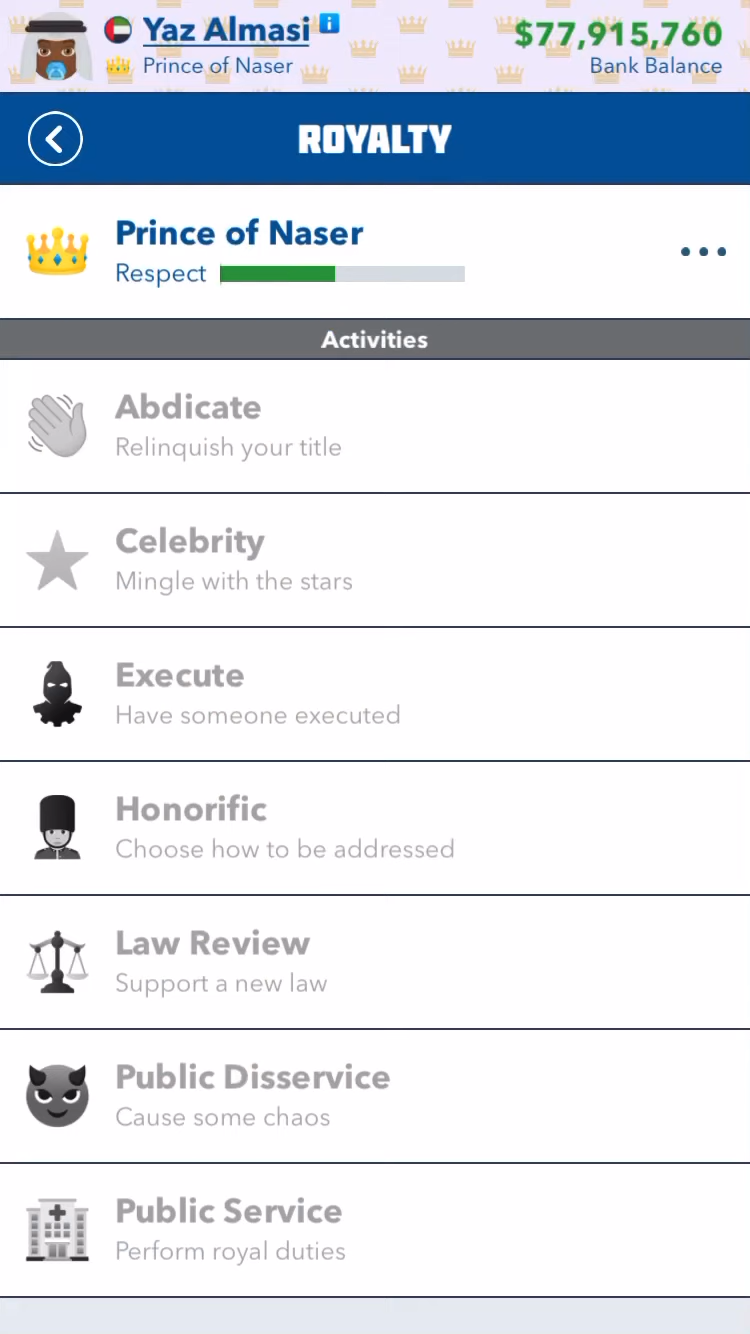 Yaz Almasi
$77,915,760
Prince of Naser
Bank Balance
ROYALTY
Prince of Naser
Respect
Activities
Abdicate
Relinquish your title
Celebrity
Mingle with the stars
Execute
Have someone executed
Honorific
Choose how to be addressed
Law Review
Support a new law
Public Disservice
Cause some chaos
Public Service
Perform royal duties